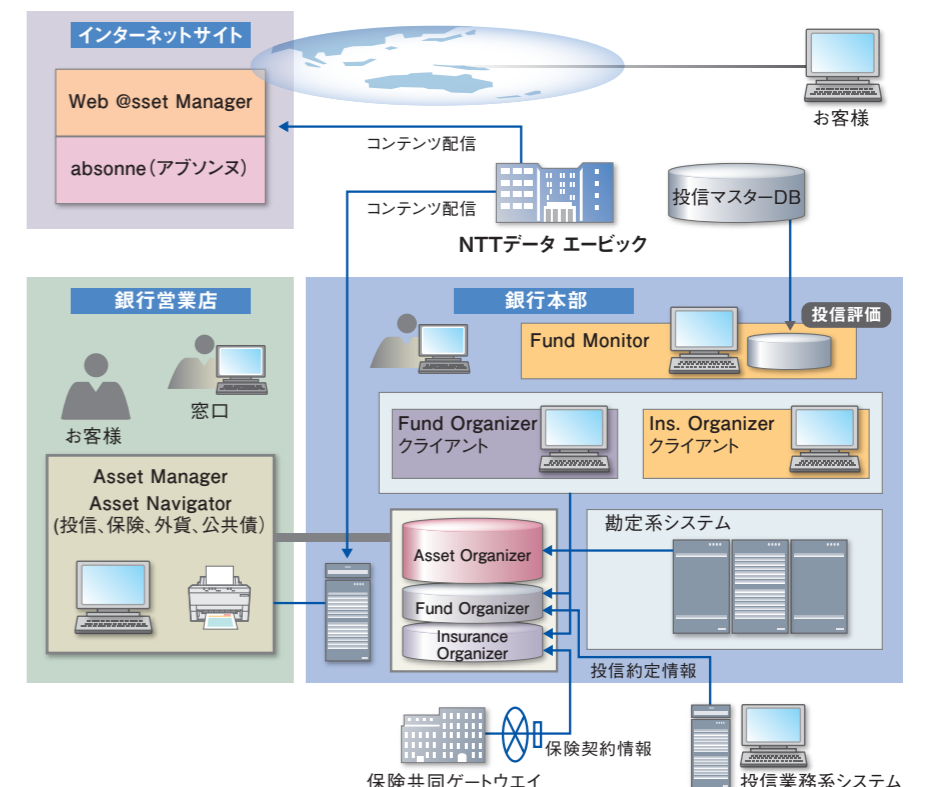 インターネットサイト
Web @sset Manager
absonne（アブソンヌ）
お客様
コンテンツ配信
コンテンツ配信
NTTデータ エービック
投信マスターDB
銀行営業店
お客様
窓口
Asset Manager
Asset Navigator
(投信、保険、外貨、公共債）
銀行本部
投信評価
Fund Monitor
Fund Organizer
クライアント
Ins. Organizer
クライアント
Asset Organizer
Fund Organizer
Insurance
Organizer
勘定系システム
投信約定情報
保険契約情報
保険共同ゲートウエイ
投信業務系システム